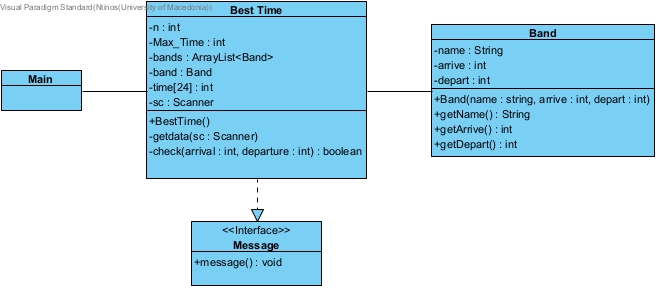 Visual Paradigm Standard(Ntinos(University of Macedonia))
Best Time
-n : int
-Max_Time : int
-bands : ArrayList<Band>
-band : Band
-time[24] : int
-sc : Scanner
+BestTime()
-getdata(sc : Scanner)
-check(arrival : int, departure : int) : boolean
Main
Band
-name : String
-arrive : int
-depart : int
+Band(name : string, arrive : int, depart : int)
+getName() : String
+getArrive() : int
+getDepart() : int
<<Interface>>
Message
+message() : void